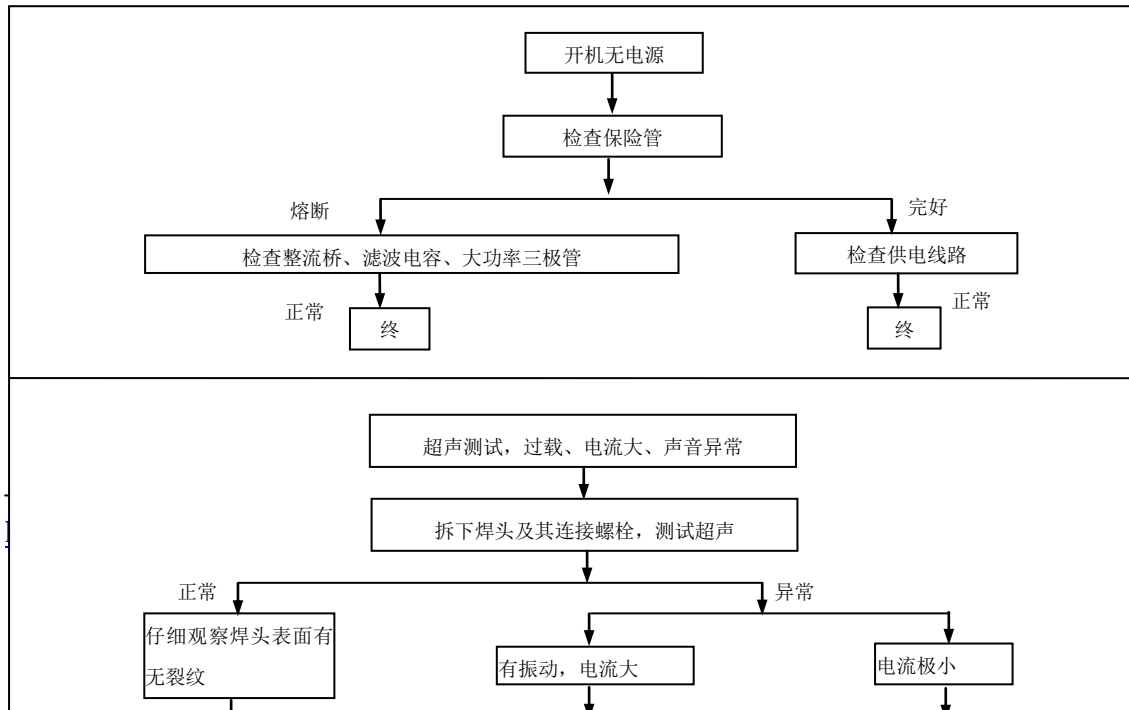 开机无电源
检查保险管
熔断
完好
检查整流桥、滤波电容、大功率三极管
检查供电线路
正常
正常
终
终
超声测试，过载、电流大、声音异常
拆下焊头及其连接螺栓，测试超声
正常
异常
仔细观察焊头表面有
无裂纹
有振动，电流大
电流极小